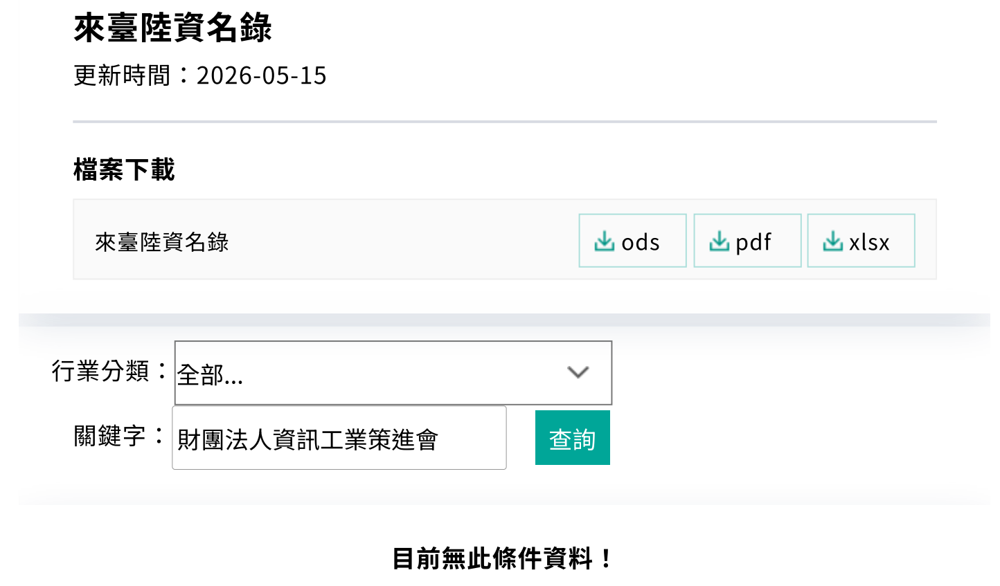 來臺陸資名錄
更新時間：2026-05-15
檔案下載
來臺陸資名錄 ods pdf xlsx
行業分類：全部...
關鍵字：財團法人資訊工業策進會 查詢
目前無此條件資料！